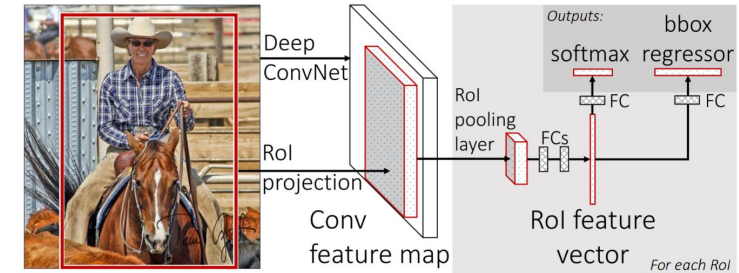 Deep
ConvNet
RoI
projection
Conv
feature map
RoI
pooling
layer
FCs
RoI feature
vector
Outputs:
softmax
bbox
regressor
FC
FC
For each RoI